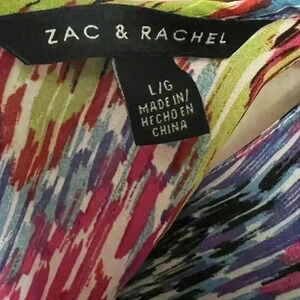 ZAC & RACHEL
L/G
MADE IN/
HECHO EN
CHINA